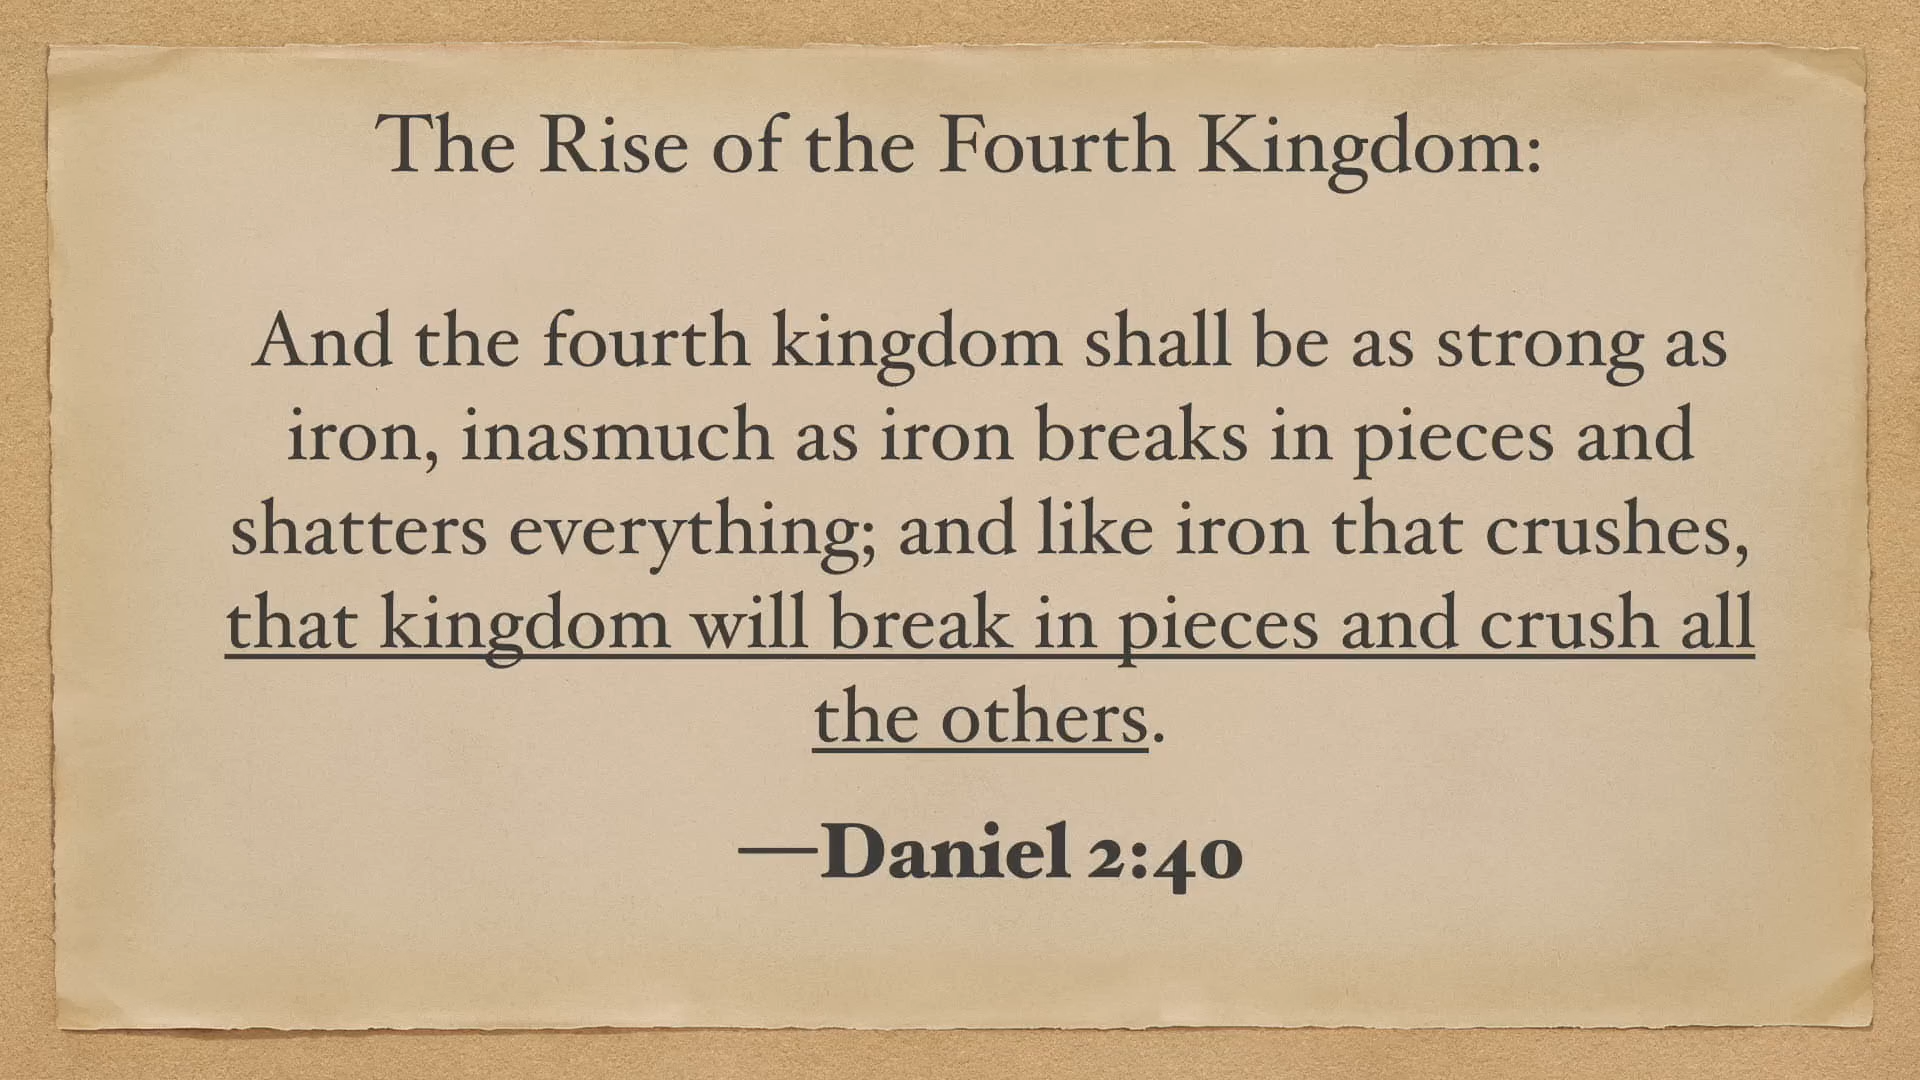 The Rise of the Fourth Kingdom:
And the fourth kingdom shall be as strong as
iron, inasmuch as iron breaks in pieces and
shatters everything; and like iron that crushes,
that kingdom will break in pieces and crush all
the others.
—Daniel 2:40